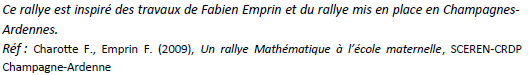 Ce rallye est inspiré des travaux de Fabien Emprin et du rallye mis en place en Champagnes-
Ardennes.
Réf : Charotte F., Emprin F. (2009), Un rallye Mathématique à l'école maternelle, SCEREN-CRDP
Champagne-Ardenne